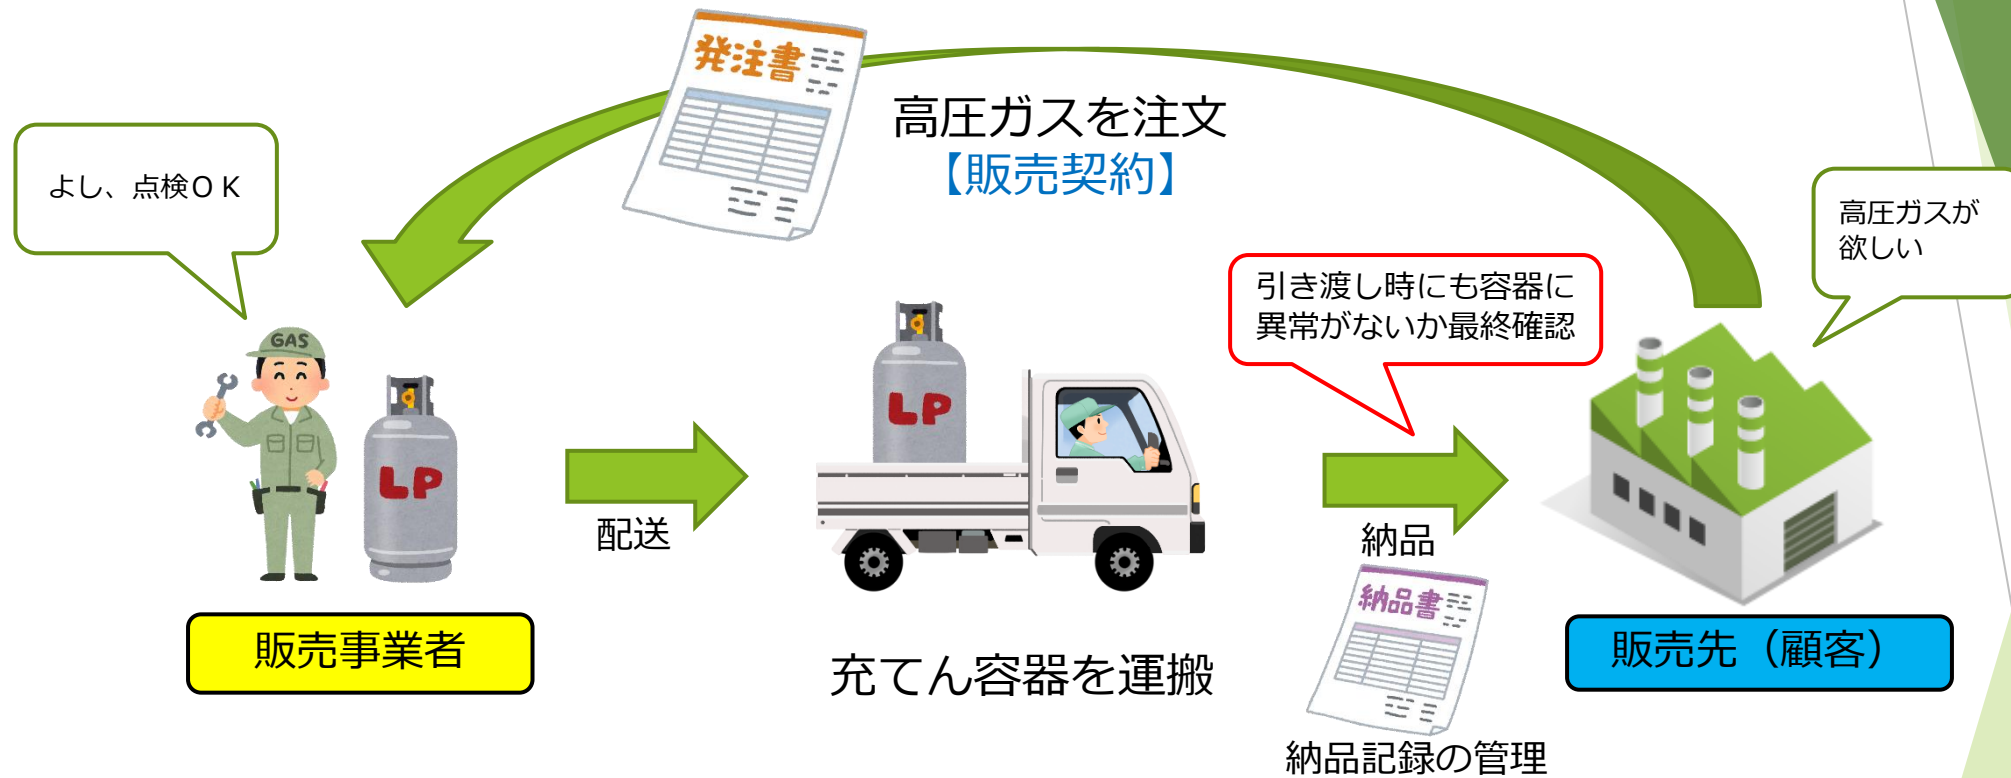 発注書
高圧ガスを注文
【販売契約】
よし、点検ＯＫ
高圧ガスが
欲しい
引き渡し時にも容器に
異常がないか最終確認
GAS
LP
LP
配送
納品
納品書
販売事業者
充てん容器を運搬
販売先（顧客）
納品記録の管理